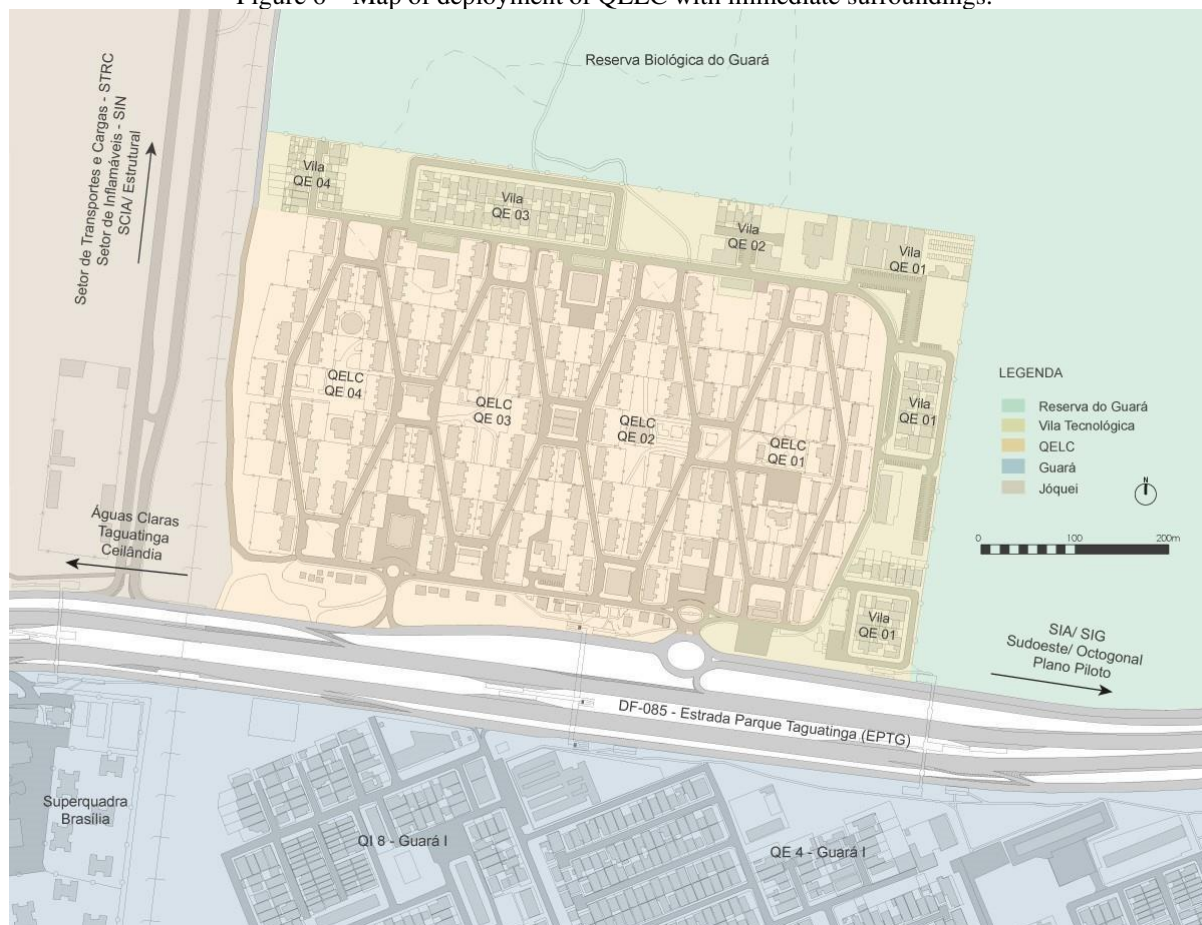 Figure 6 – Map of deployment of QELC with immediate surroundings.
Reserva Biológica do Guará
Setor de Transportes e Cargas - STRC
Setor de Inflamáveis - SIN
SCIA/ Estrutural
Vila
QE 04
Vila
QE 03
Vila
QE 02
Vila
QE 01
QELC
QE 04
QELC
QE 03
QELC
QE 02
QELC
QE 01
Vila
QE 01
LEGENDA
Reserva do Guará
Vila Tecnológica
QELC
Guará
Jóquei
N
0 100 200m
Águas Claras
Taguatinga
Ceilândia
Vila
QE 01
SIA/ SIG
Sudoeste/ Octogonal
Plano Piloto
DF-085 - Estrada Parque Taguatinga (EPTG)
Superquadra
Brasília
QI 8 - Guará I
QE 4 - Guará I